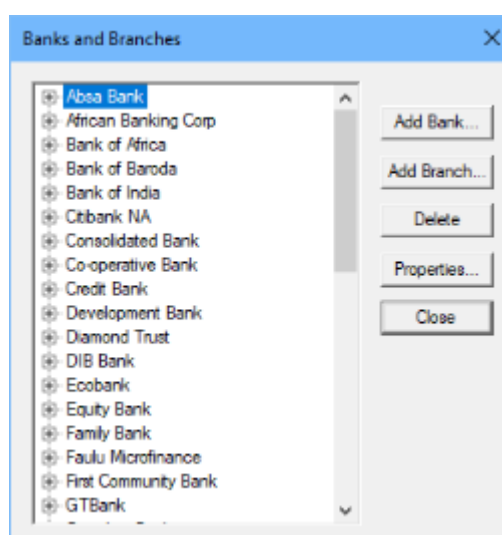 Banks and Branches
Absa Bank
African Banking Corp
Bank of Africa
Bank of Baroda
Bank of India
Citibank NA
Consolidated Bank
Co-operative Bank
Credit Bank
Development Bank
Diamond Trust
DIB Bank
Ecobank
Equity Bank
Family Bank
Faulu Microfinance
First Community Bank
GTBank
Add Bank...
Add Branch...
Delete
Properties...
Close